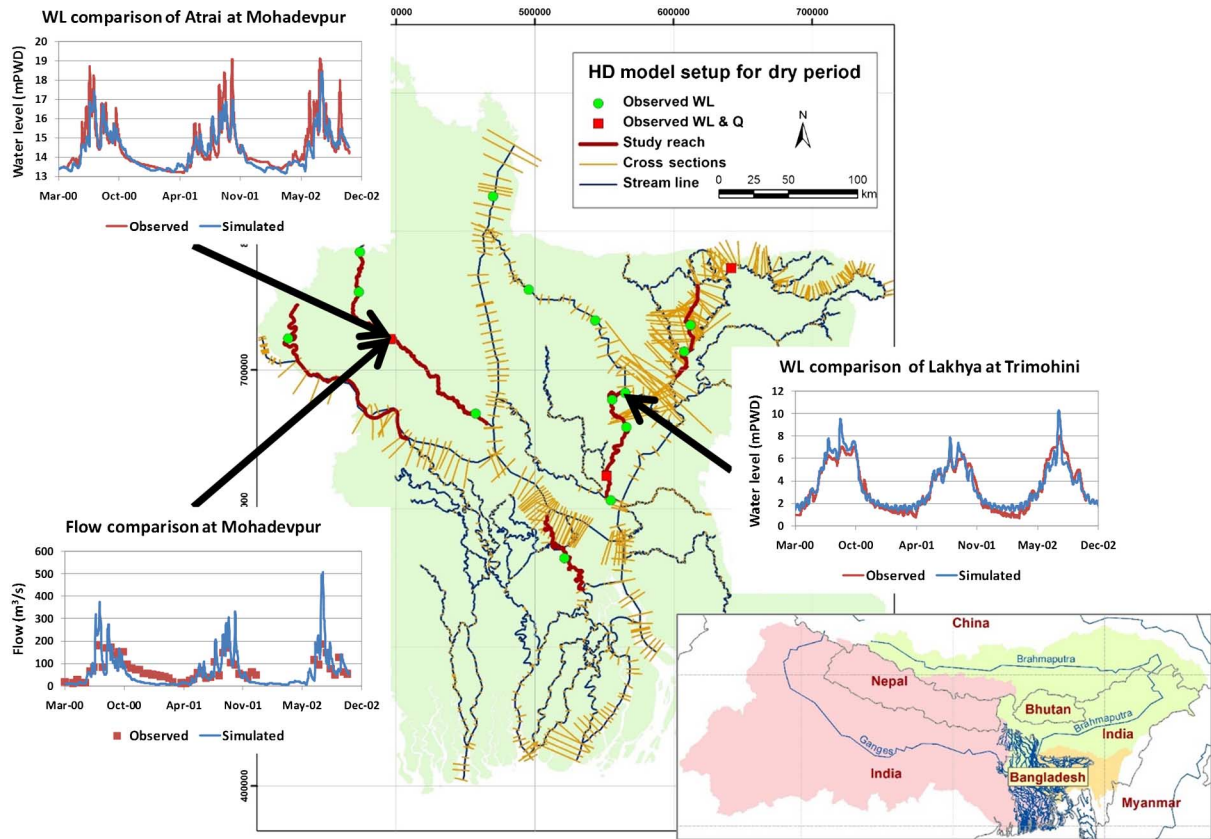 WL comparison of Atrai at Mohadevpur
Water level (mPWD)
20
19
18
17
16
15
14
13
Mar-00 Oct-00 Apr-01 Nov-01 May-02 Dec-02
Observed Simulated
0000 500000 600000 700000
HD model setup for dry period
Observed WL
Observed WL & Q
Study reach
Cross sections
Stream line
N
0 25 50 100
km
700000
400000
WL comparison of Lakhya at Trimohini
Water level (mPWD)
12
10
8
6
4
2
0
Mar-00 Oct-00 Apr-01 Nov-01 May-02 Dec-02
Observed Simulated
Flow comparison at Mohadevpur
Flow (m³/s)
600
500
400
300
200
100
0
Mar-00 Oct-00 Apr-01 Nov-01 May-02 Dec-02
Observed Simulated
China
Brahmaputra
Nepal
Bhutan
Brahmaputra
India
Ganges
India
Bangladesh
Myanmar